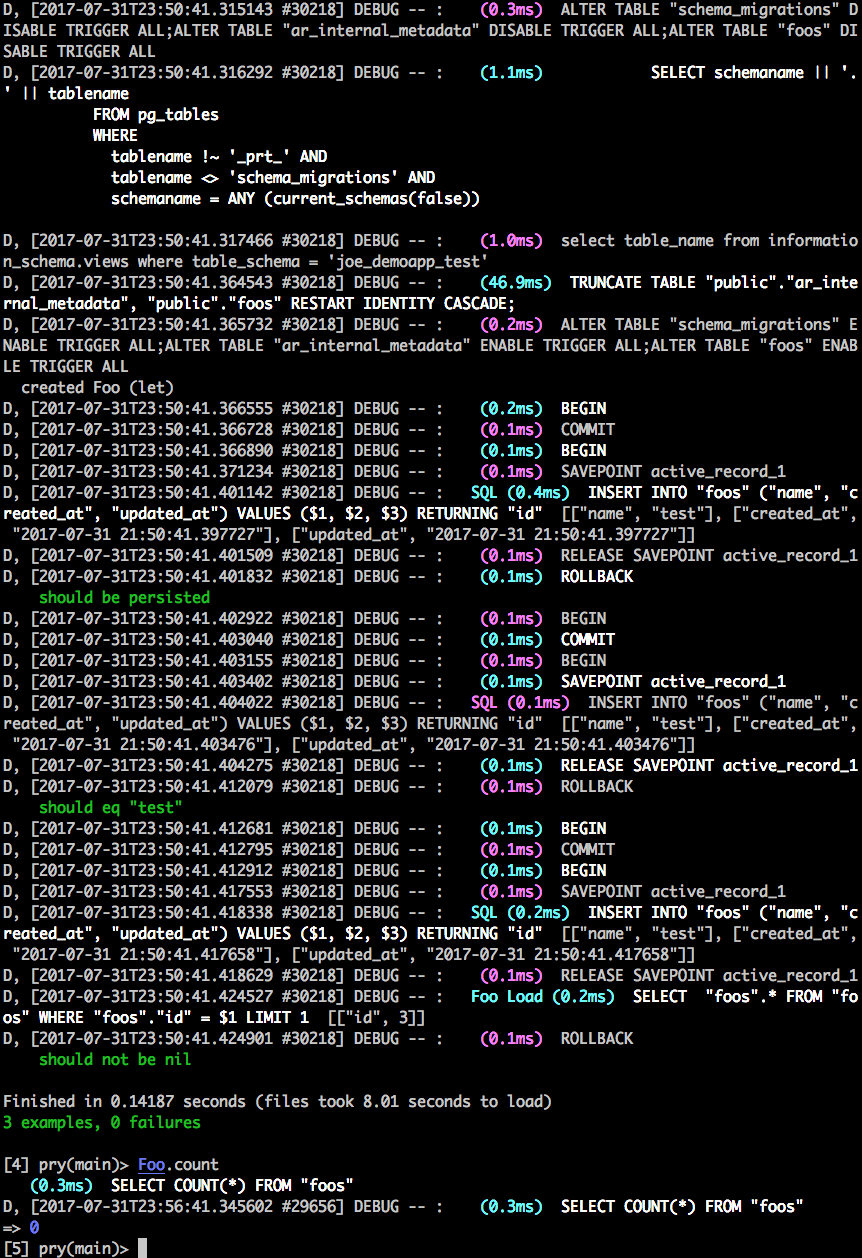 D, [2017-07-31T23:50:41.315143 #30218] DEBUG -- :    (0.3ms)  ALTER TABLE "schema_migrations" D
ISABLE TRIGGER ALL;ALTER TABLE "ar_internal_metadata" DISABLE TRIGGER ALL;ALTER TABLE "foos" DI
SABLE TRIGGER ALL
D, [2017-07-31T23:50:41.316292 #30218] DEBUG -- :    (1.1ms)            SELECT schemaname || '.
' || tablename
          FROM pg_tables
          WHERE
            tablename !~ '_prt_' AND
            tablename <> 'schema_migrations' AND
            schemaname = ANY (current_schemas(false))

D, [2017-07-31T23:50:41.317466 #30218] DEBUG -- :    (1.0ms)  select table_name from informatio
n_schema.views where table_schema = 'joe_demoapp_test'
D, [2017-07-31T23:50:41.364543 #30218] DEBUG -- :    (46.9ms)  TRUNCATE TABLE "public"."ar_inte
rnal_metadata", "public"."foos" RESTART IDENTITY CASCADE;
D, [2017-07-31T23:50:41.365732 #30218] DEBUG -- :    (0.2ms)  ALTER TABLE "schema_migrations" E
NABLE TRIGGER ALL;ALTER TABLE "ar_internal_metadata" ENABLE TRIGGER ALL;ALTER TABLE "foos" ENAB
LE TRIGGER ALL
  created Foo (let)
D, [2017-07-31T23:50:41.366555 #30218] DEBUG -- :    (0.2ms)  BEGIN
D, [2017-07-31T23:50:41.366728 #30218] DEBUG -- :    (0.1ms)  COMMIT
D, [2017-07-31T23:50:41.366890 #30218] DEBUG -- :    (0.1ms)  BEGIN
D, [2017-07-31T23:50:41.371234 #30218] DEBUG -- :    (0.1ms)  SAVEPOINT active_record_1
D, [2017-07-31T23:50:41.401142 #30218] DEBUG -- :   SQL (0.4ms)  INSERT INTO "foos" ("name", "c
reated_at", "updated_at") VALUES ($1, $2, $3) RETURNING "id"  [["name", "test"], ["created_at",
 "2017-07-31 21:50:41.397727"], ["updated_at", "2017-07-31 21:50:41.397727"]]
D, [2017-07-31T23:50:41.401509 #30218] DEBUG -- :    (0.1ms)  RELEASE SAVEPOINT active_record_1
D, [2017-07-31T23:50:41.401832 #30218] DEBUG -- :    (0.1ms)  ROLLBACK
    should be persisted
D, [2017-07-31T23:50:41.402922 #30218] DEBUG -- :    (0.1ms)  BEGIN
D, [2017-07-31T23:50:41.403040 #30218] DEBUG -- :    (0.1ms)  COMMIT
D, [2017-07-31T23:50:41.403155 #30218] DEBUG -- :    (0.1ms)  BEGIN
D, [2017-07-31T23:50:41.403402 #30218] DEBUG -- :    (0.1ms)  SAVEPOINT active_record_1
D, [2017-07-31T23:50:41.404022 #30218] DEBUG -- :   SQL (0.1ms)  INSERT INTO "foos" ("name", "c
reated_at", "updated_at") VALUES ($1, $2, $3) RETURNING "id"  [["name", "test"], ["created_at",
 "2017-07-31 21:50:41.403476"], ["updated_at", "2017-07-31 21:50:41.403476"]]
D, [2017-07-31T23:50:41.404275 #30218] DEBUG -- :    (0.1ms)  RELEASE SAVEPOINT active_record_1
D, [2017-07-31T23:50:41.412079 #30218] DEBUG -- :    (0.1ms)  ROLLBACK
    should eq "test"
D, [2017-07-31T23:50:41.412681 #30218] DEBUG -- :    (0.1ms)  BEGIN
D, [2017-07-31T23:50:41.412795 #30218] DEBUG -- :    (0.1ms)  COMMIT
D, [2017-07-31T23:50:41.412912 #30218] DEBUG -- :    (0.1ms)  BEGIN
D, [2017-07-31T23:50:41.417553 #30218] DEBUG -- :    (0.1ms)  SAVEPOINT active_record_1
D, [2017-07-31T23:50:41.418338 #30218] DEBUG -- :   SQL (0.2ms)  INSERT INTO "foos" ("name", "c
reated_at", "updated_at") VALUES ($1, $2, $3) RETURNING "id"  [["name", "test"], ["created_at",
 "2017-07-31 21:50:41.417658"], ["updated_at", "2017-07-31 21:50:41.417658"]]
D, [2017-07-31T23:50:41.418629 #30218] DEBUG -- :    (0.1ms)  RELEASE SAVEPOINT active_record_1
D, [2017-07-31T23:50:41.424527 #30218] DEBUG -- :   Foo Load (0.2ms)  SELECT  "foos".* FROM "fo
os" WHERE "foos"."id" = $1 LIMIT 1  [["id", 3]]
D, [2017-07-31T23:50:41.424901 #30218] DEBUG -- :    (0.1ms)  ROLLBACK
    should not be nil

Finished in 0.14187 seconds (files took 8.01 seconds to load)
3 examples, 0 failures

[4] pry(main)> Foo.count
   (0.3ms)  SELECT COUNT(*) FROM "foos"
D, [2017-07-31T23:56:41.345602 #29656] DEBUG -- :    (0.3ms)  SELECT COUNT(*) FROM "foos"
=> 0
[5] pry(main)>